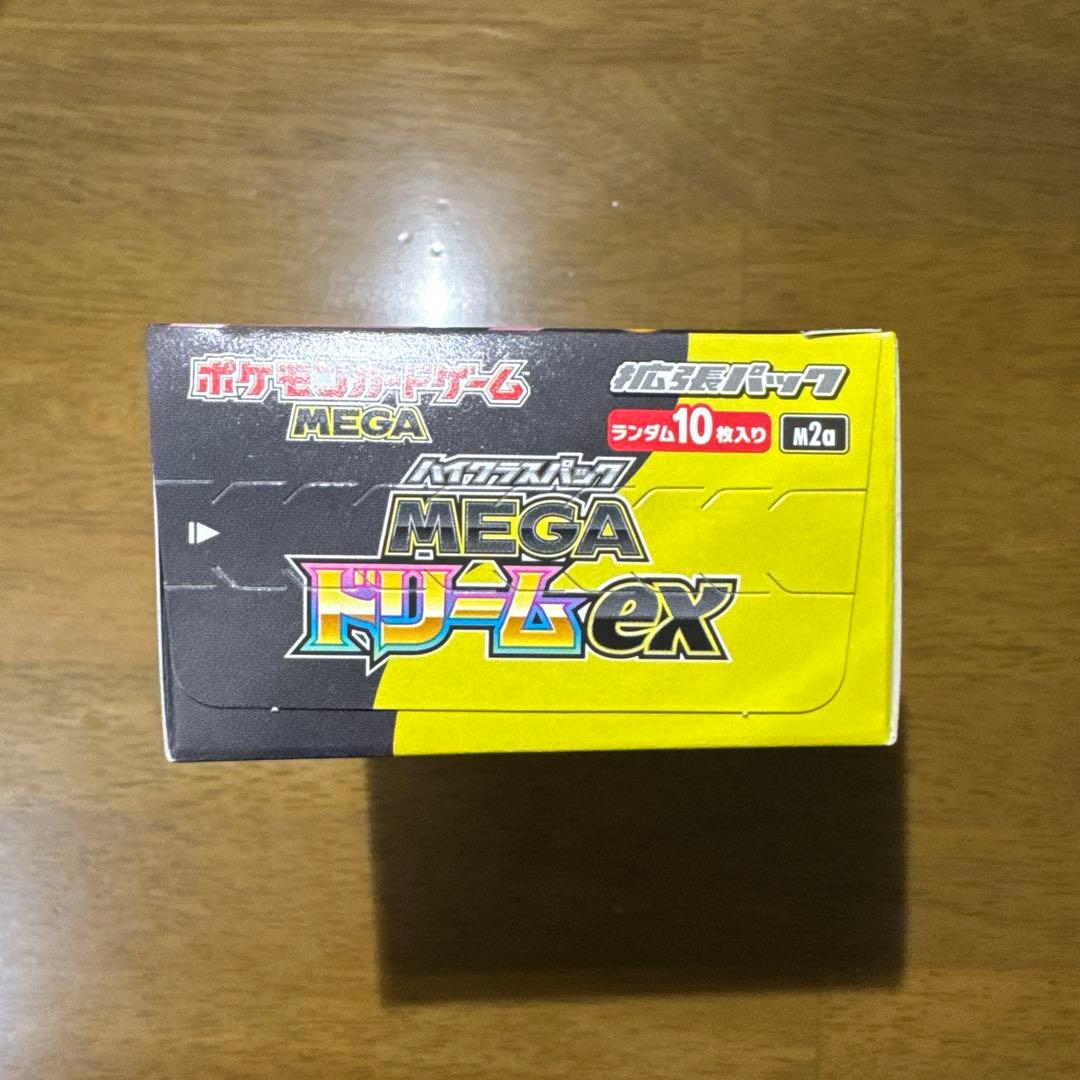 ポケモンカードゲーム
MEGA
拡張パック
ランダム10枚入り M2a
ハイクラスパック
MEGA
ドリームex